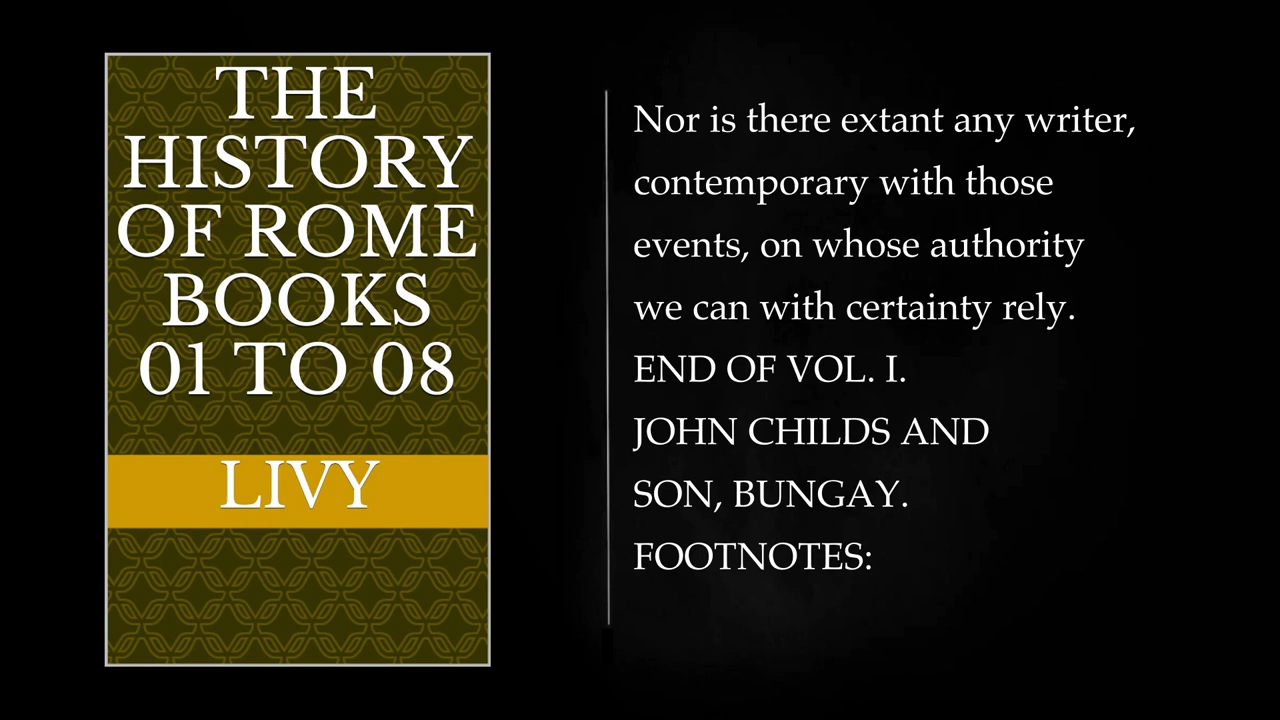 THE
HISTORY
OF ROME
BOOKS
01 TO 08
LIVY
Nor is there extant any writer,
contemporary with those
events, on whose authority
we can with certainty rely.
END OF VOL. I.
JOHN CHILDS AND
SON, BUNGAY.
FOOTNOTES: